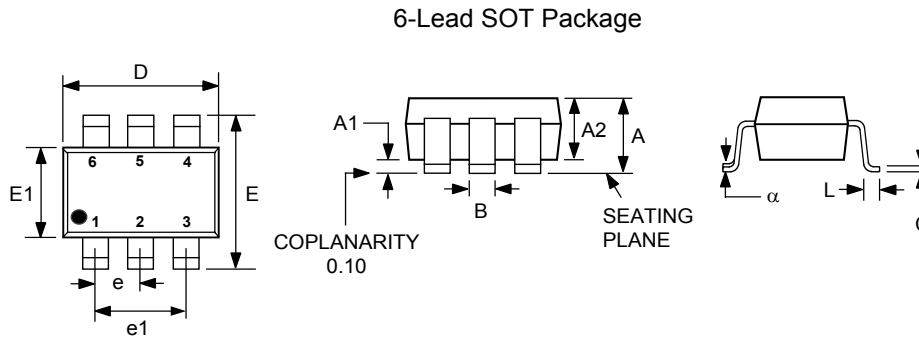 6-Lead SOT Package
D
6 5 4
E1
E
1 2 3
e
e1
A1
A2
A
B
COPLANARITY
0.10
SEATING
PLANE
α
L